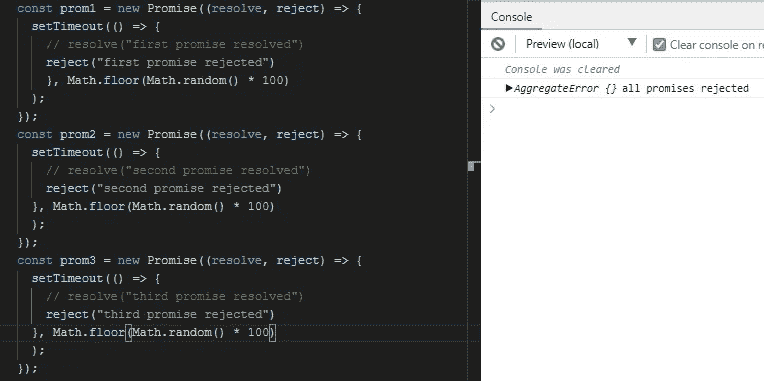 const prom1 = new Promise((resolve, reject) => {
setTimeout(() => {
// resolve("first promise resolved")
reject("first promise rejected")
}, Math.floor(Math.random() * 100)
);
});
const prom2 = new Promise((resolve, reject) => {
setTimeout(() => {
// resolve("second promise resolved")
reject("second promise rejected")
}, Math.floor(Math.random() * 100)
);
});
const prom3 = new Promise((resolve, reject) => {
setTimeout(() => {
// resolve("third promise resolved")
reject("third promise rejected")
}, Math.floor(Math.random() * 100)
);
});
Console
Preview (local) ▼ Clear console on re
Console was cleared
▶AggregateError {} all promises rejected
>